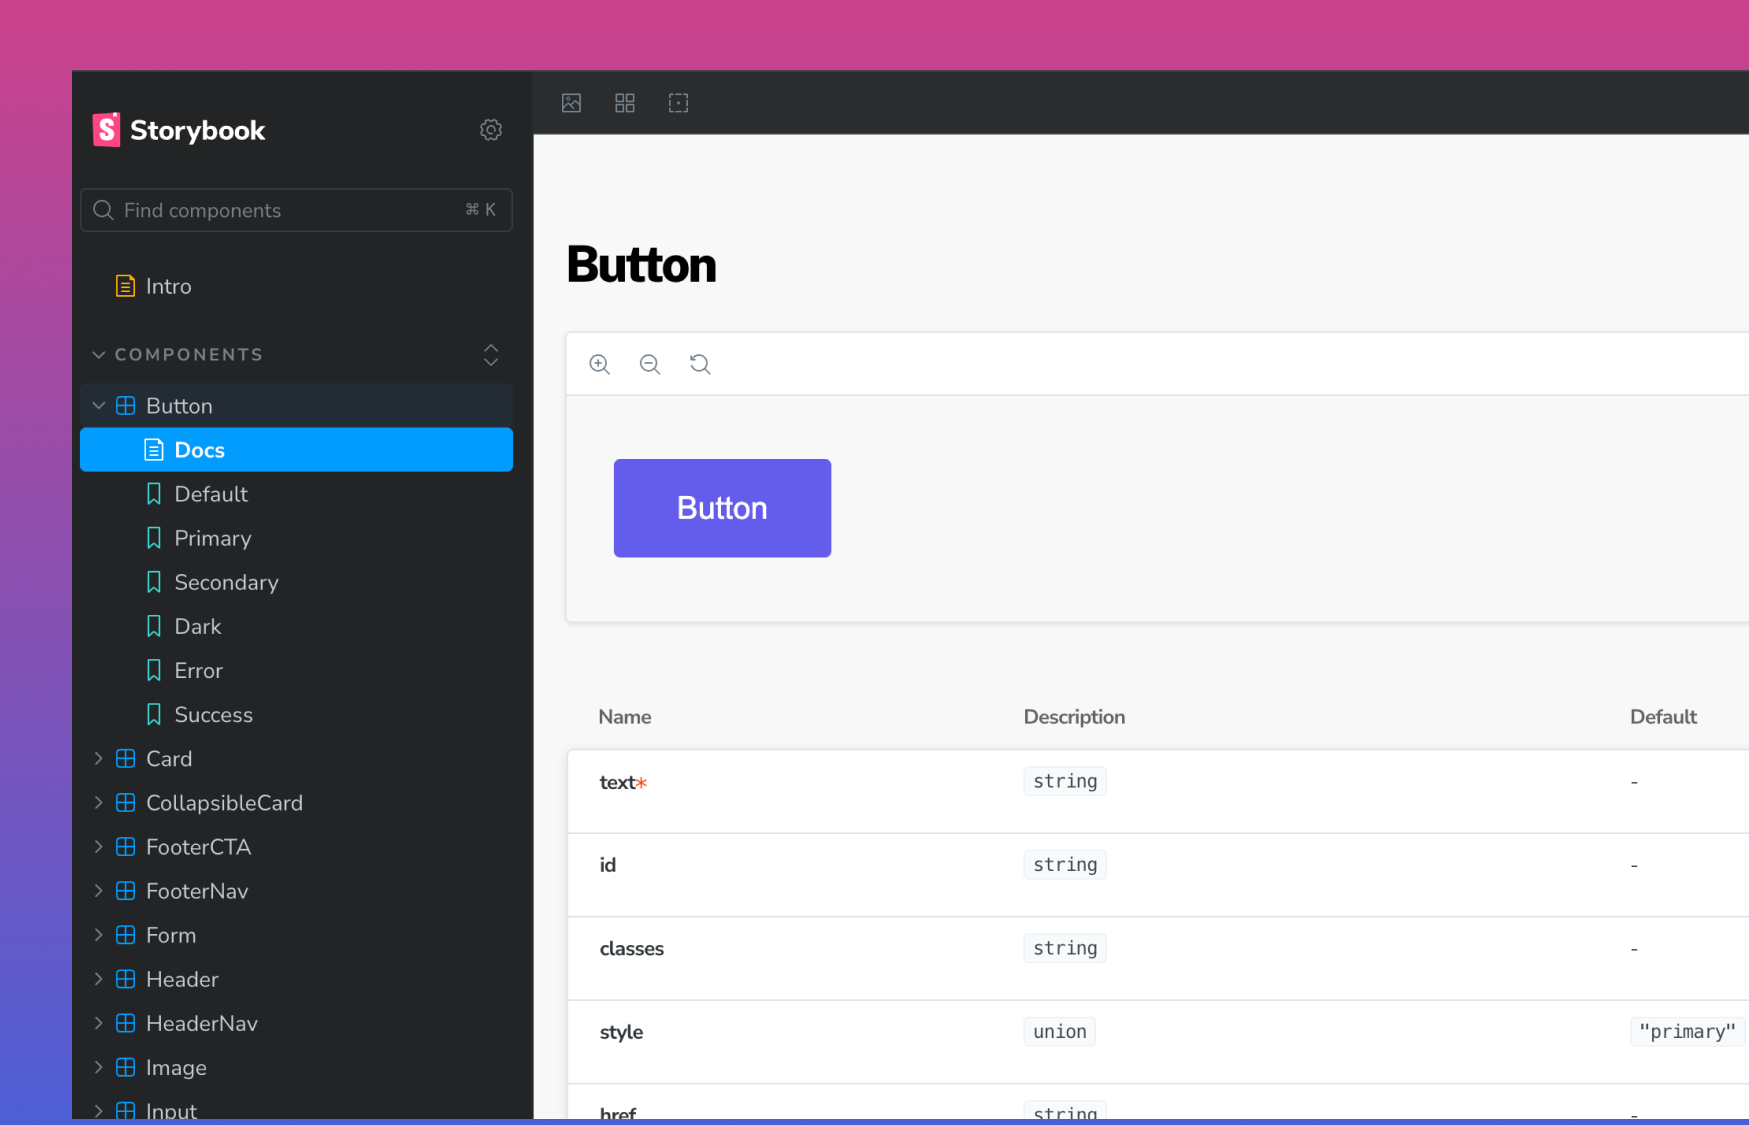 Storybook
Find components
⌘ K
Intro
COMPONENTS
Button
Docs
Default
Primary
Secondary
Dark
Error
Success
Card
CollapsibleCard
FooterCTA
FooterNav
Form
Header
HeaderNav
Image
Input
Button
Button
Name Description Default
text* string -
id string -
classes string -
style union "primary"
href string -